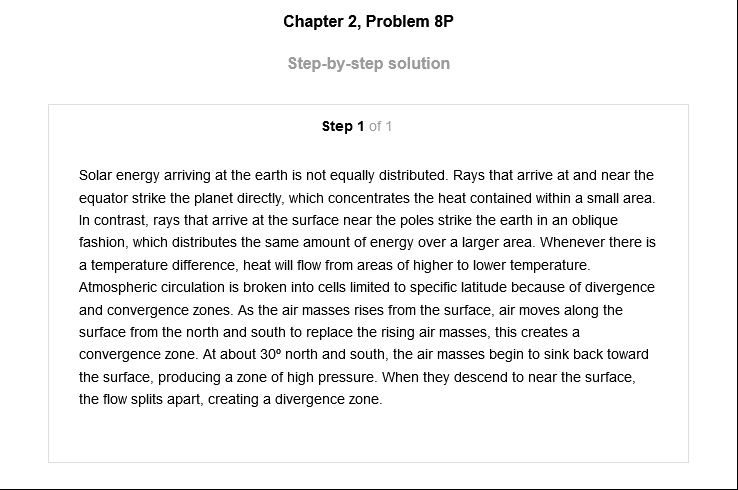 Chapter 2, Problem 8P
Step-by-step solution
Step 1 of 1
Solar energy arriving at the earth is not equally distributed. Rays that arrive at and near the
equator strike the planet directly, which concentrates the heat contained within a small area.
In contrast, rays that arrive at the surface near the poles strike the earth in an oblique
fashion, which distributes the same amount of energy over a larger area. Whenever there is
a temperature difference, heat will flow from areas of higher to lower temperature.
Atmospheric circulation is broken into cells limited to specific latitude because of divergence
and convergence zones. As the air masses rises from the surface, air moves along the
surface from the north and south to replace the rising air masses, this creates a
convergence zone. At about 30º north and south, the air masses begin to sink back toward
the surface, producing a zone of high pressure. When they descend to near the surface,
the flow splits apart, creating a divergence zone.